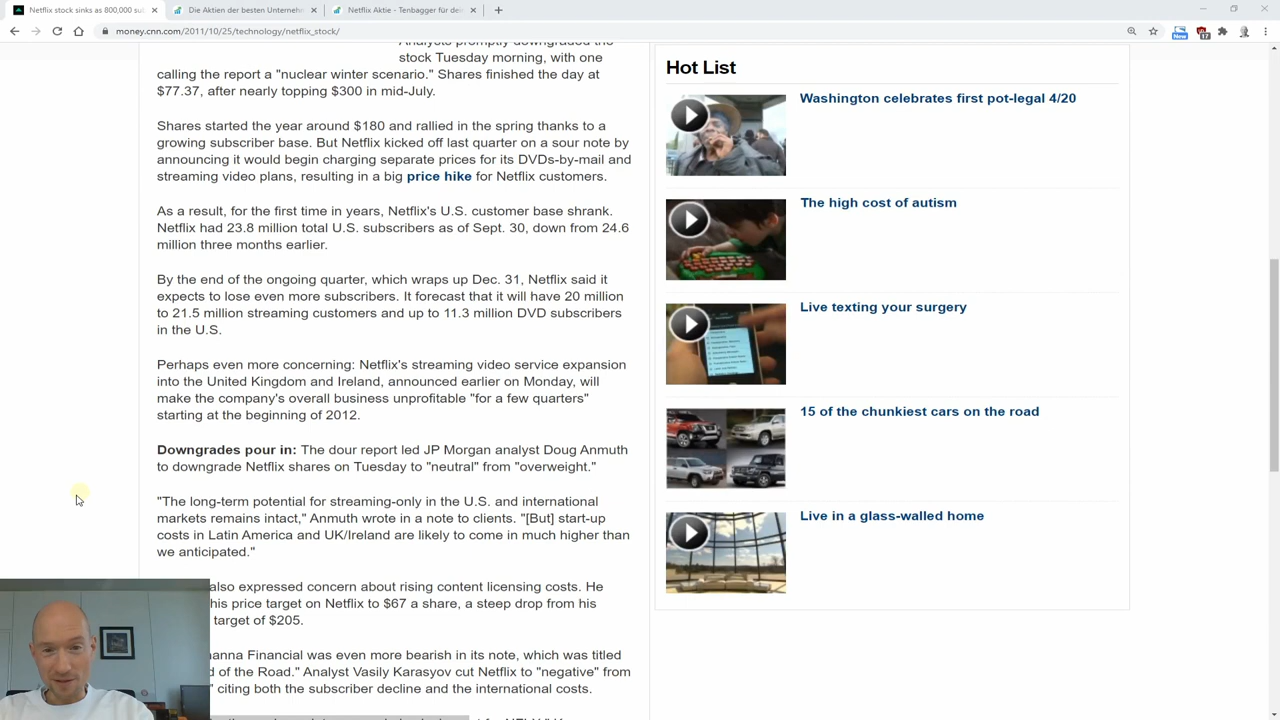 Netflix stock sinks as 800,000 su
Die Aktien der besten Unternehm
Netflix Aktie - Tenbagger für dei
money.cnn.com/2011/10/25/technology/netflix_stock/
New
17
Analysts promptly downgraded the
stock Tuesday morning, with one
calling the report a "nuclear winter scenario." Shares finished the day at
$77.37, after nearly topping $300 in mid-July.
Shares started the year around $180 and rallied in the spring thanks to a
growing subscriber base. But Netflix kicked off last quarter on a sour note by
announcing it would begin charging separate prices for its DVDs-by-mail and
streaming video plans, resulting in a big price hike for Netflix customers.
As a result, for the first time in years, Netflix's U.S. customer base shrank.
Netflix had 23.8 million total U.S. subscribers as of Sept. 30, down from 24.6
million three months earlier.
By the end of the ongoing quarter, which wraps up Dec. 31, Netflix said it
expects to lose even more subscribers. It forecast that it will have 20 million
to 21.5 million streaming customers and up to 11.3 million DVD subscribers
in the U.S.
Perhaps even more concerning: Netflix's streaming video service expansion
into the United Kingdom and Ireland, announced earlier on Monday, will
make the company's overall business unprofitable "for a few quarters"
starting at the beginning of 2012.
Downgrades pour in: The dour report led JP Morgan analyst Doug Anmuth
to downgrade Netflix shares on Tuesday to "neutral" from "overweight."
"The long-term potential for streaming-only in the U.S. and international
markets remains intact," Anmuth wrote in a note to clients. "[But] start-up
costs in Latin America and UK/Ireland are likely to come in much higher than
we anticipated."
also expressed concern about rising content licensing costs. He
his price target on Netflix to $67 a share, a steep drop from his
target of $205.
anna Financial was even more bearish in its note, which was titled
d of the Road." Analyst Vasily Karasyov cut Netflix to "negative" from
" citing both the subscriber decline and the international costs.
Hot List
Washington celebrates first pot-legal 4/20
The high cost of autism
Live texting your surgery
15 of the chunkiest cars on the road
Live in a glass-walled home